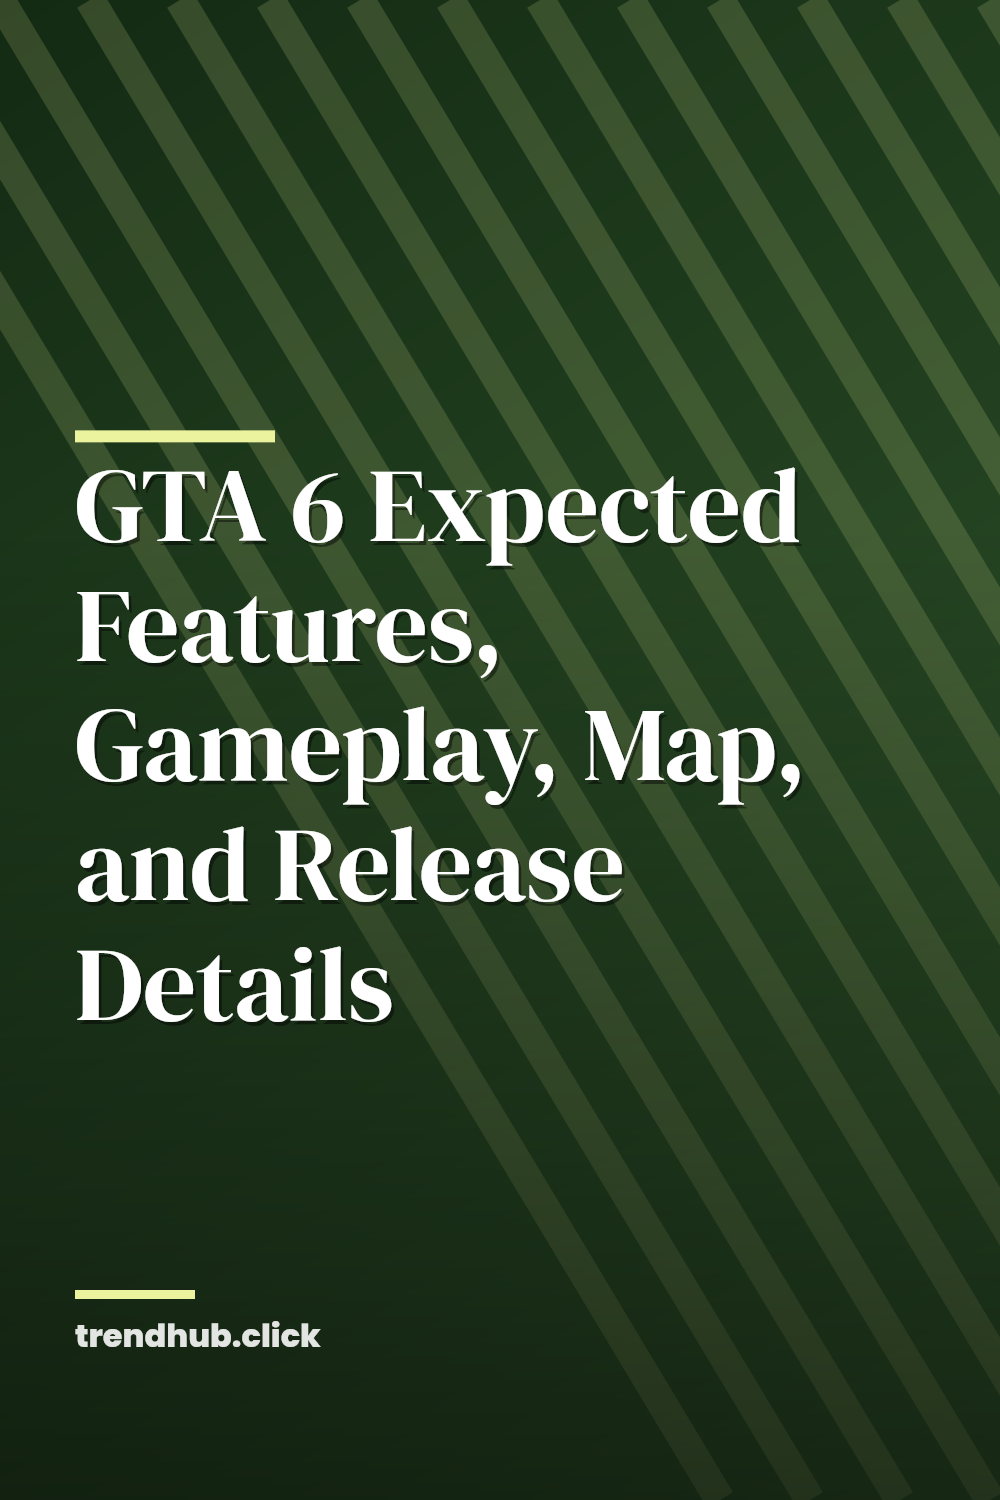 GTA 6 Expected
Features,
Gameplay, Map,
and Release
Details
trendhub.click